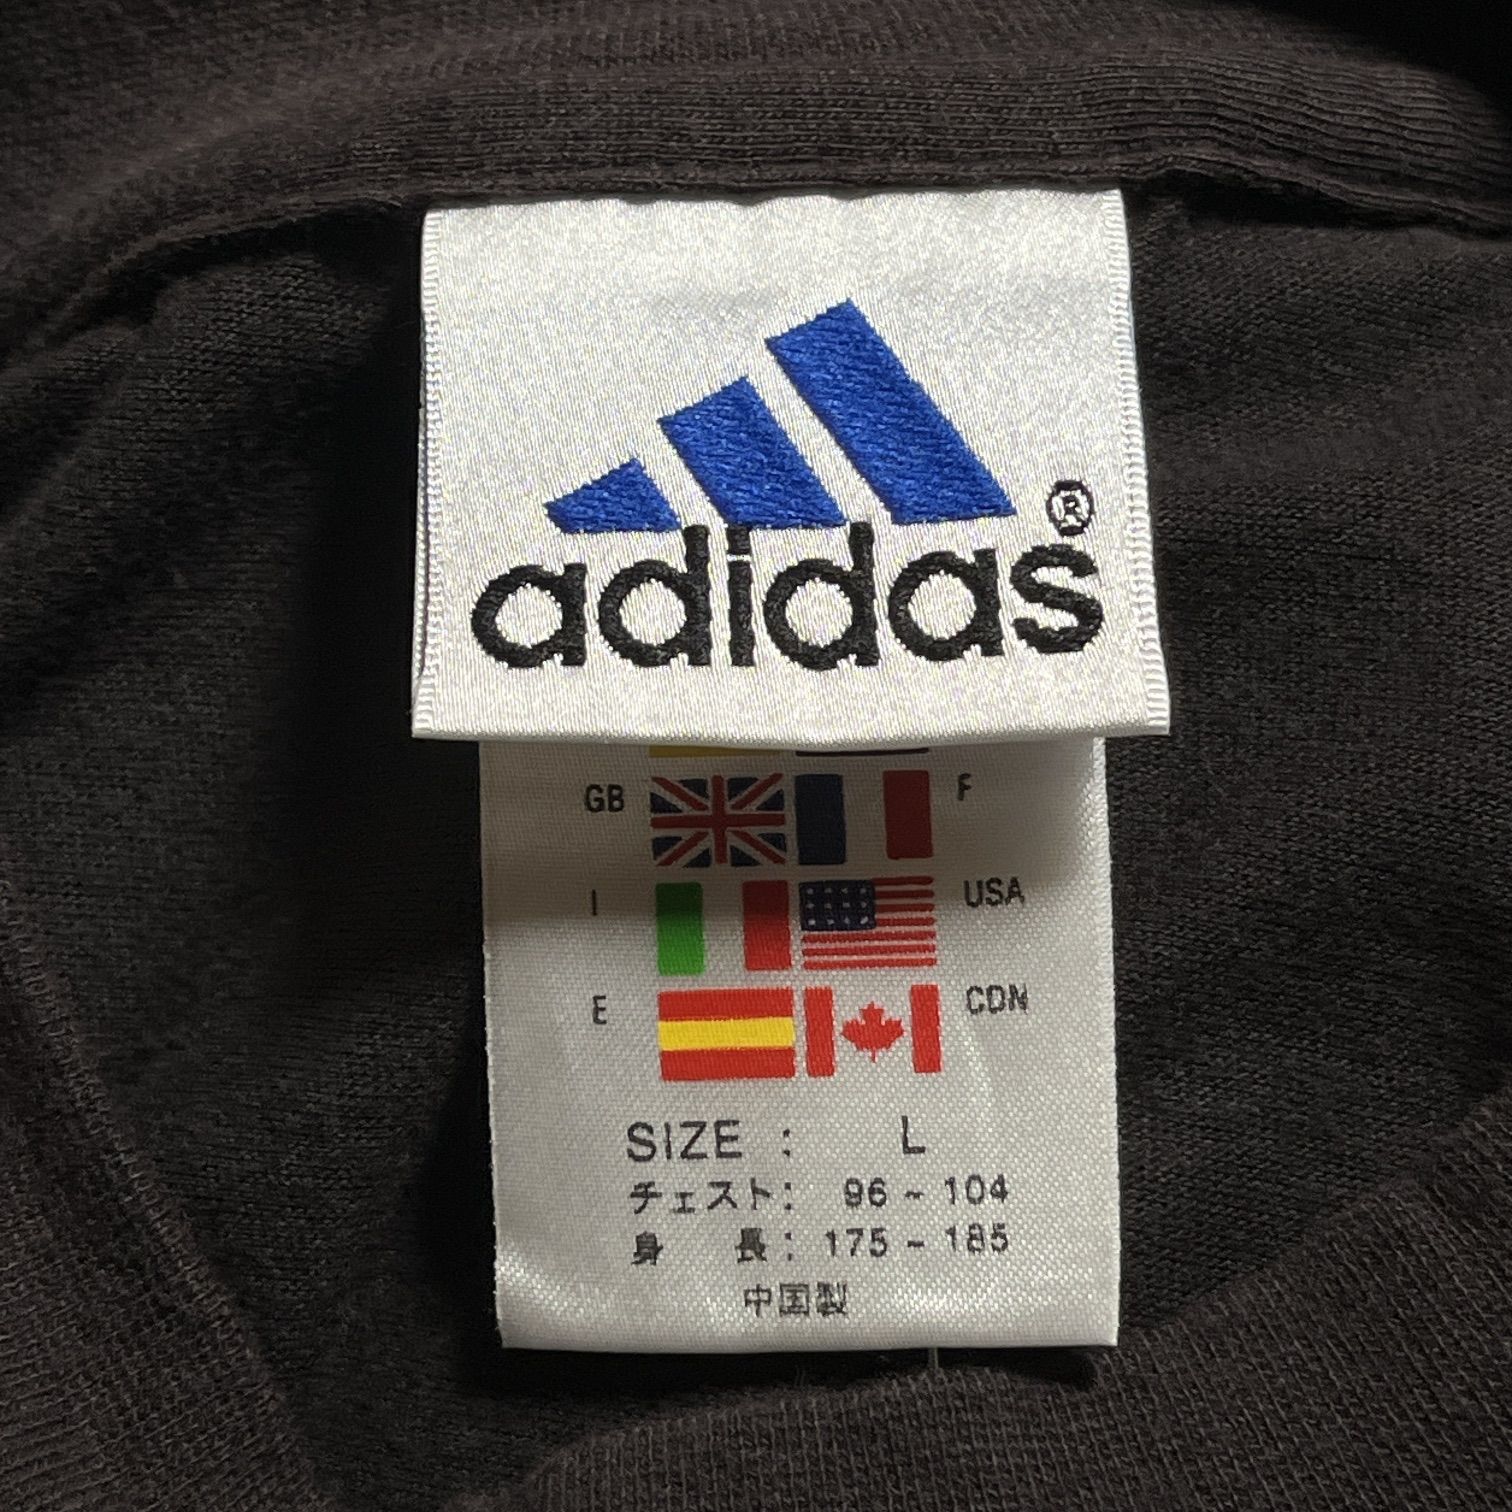 ®
adidas
GB F
I USA
E CDN
SIZE : L
チェスト: 96 - 104
身 長: 175 - 185
中国製